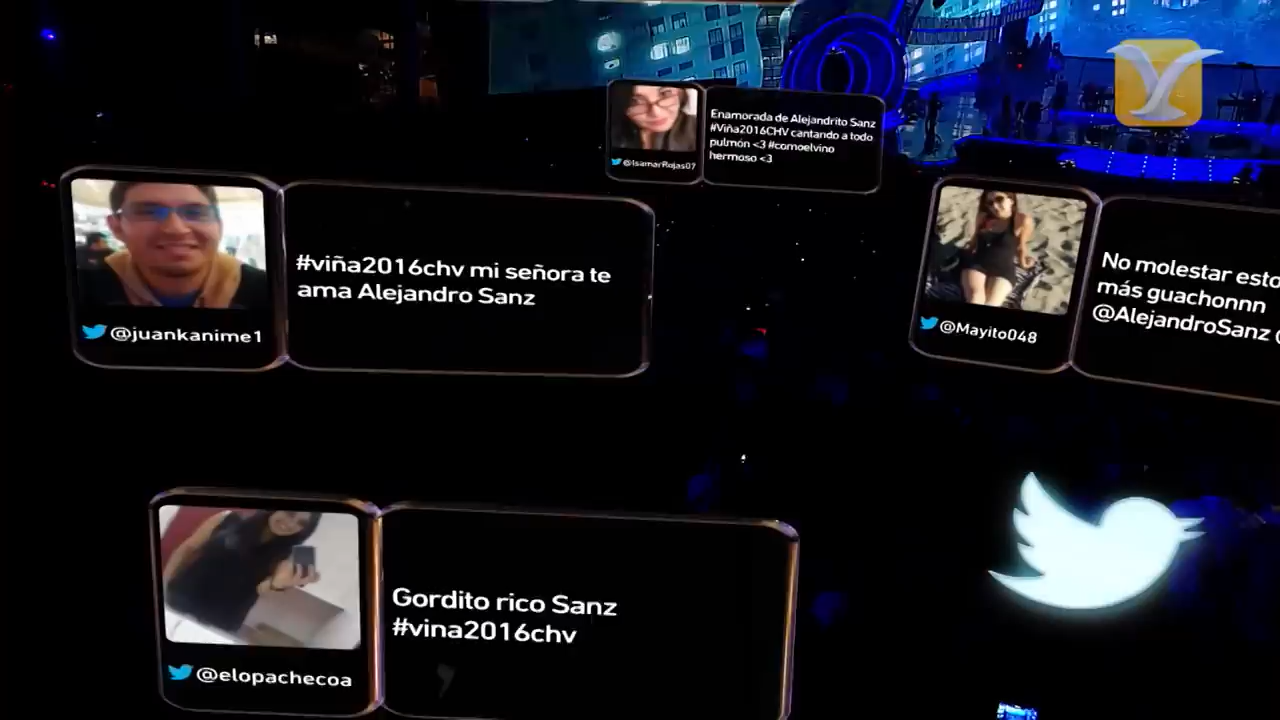 Enamorada de Alejandrito Sanz
#Viña2016CHV cantando a todo
pulmón <3 #comoelvino
hermoso <3
@IsamarRojas07
#viña2016chv mi señora te
ama Alejandro Sanz
@juankanime1
No molestar esto
más guachonnn
@AlejandroSanz
@Mayito048
Gordito rico Sanz
#vina2016chv
@elopachecoa